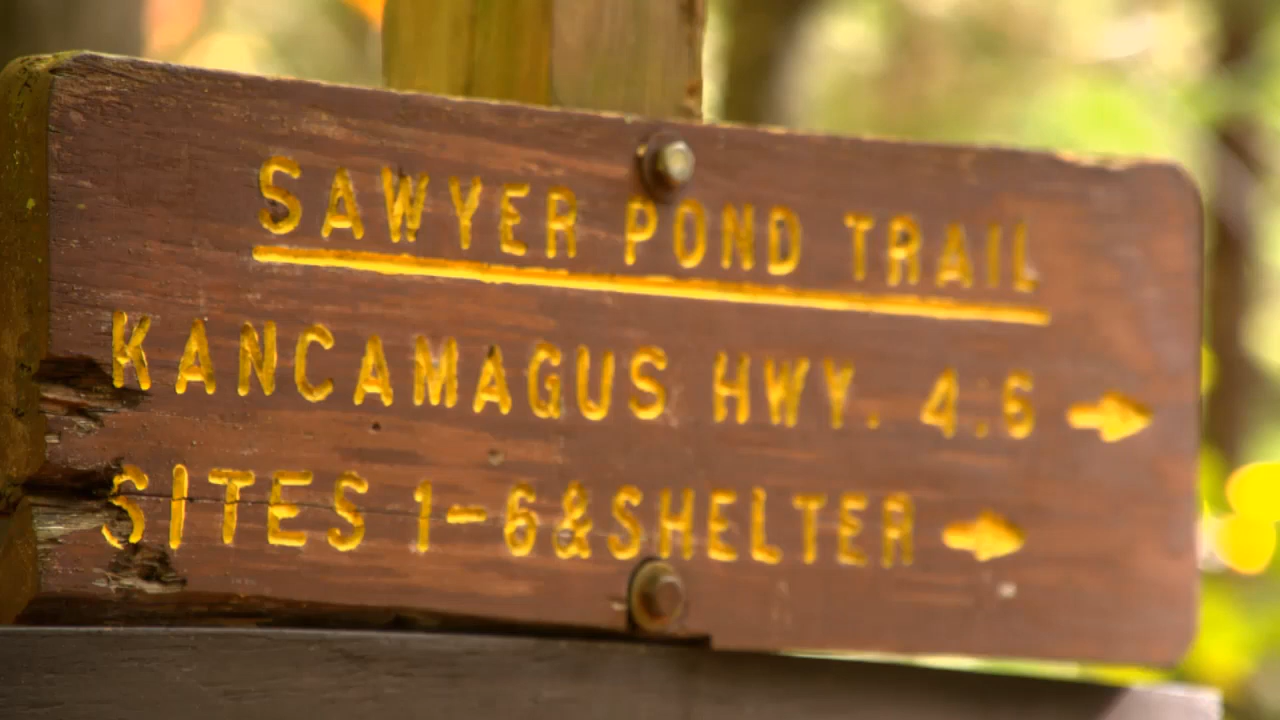 SAWYER POND TRAIL
KANCAMAGUS HWY. 4.6 →
SITES 1-6 & SHELTER →